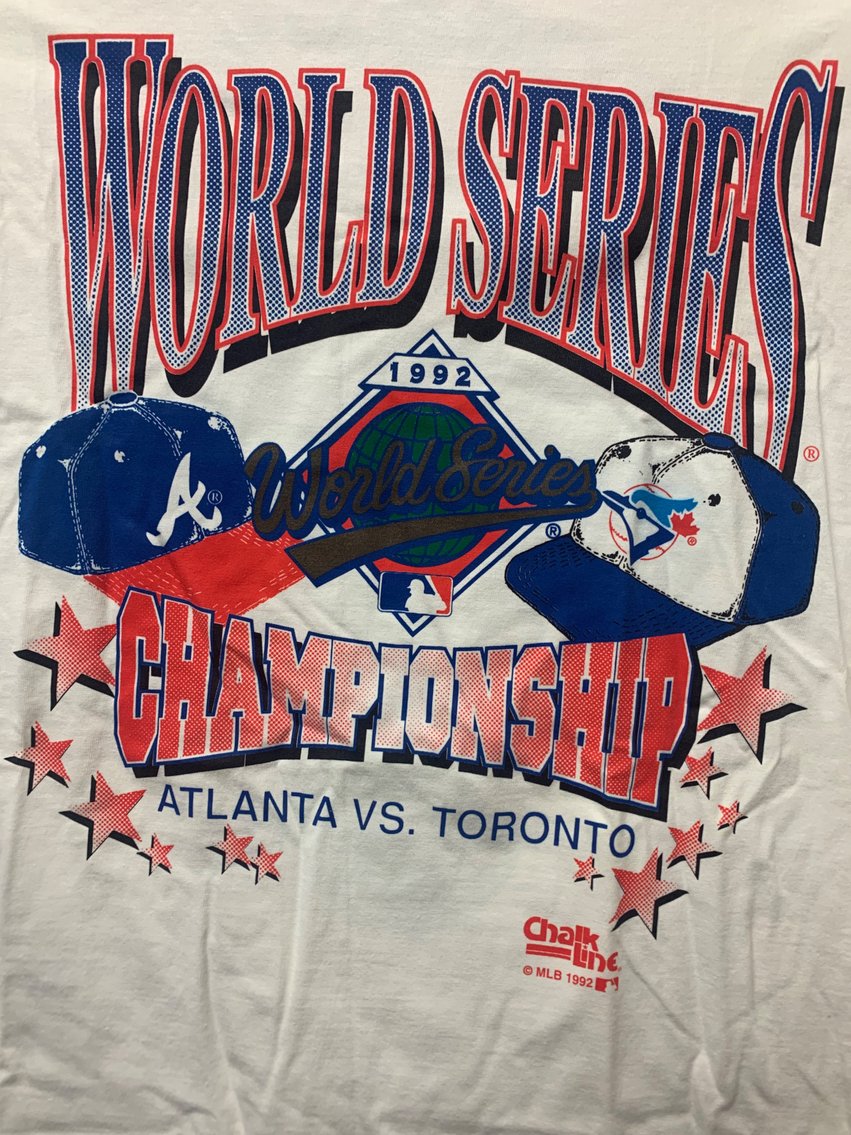 WORLD SERIES
®
1992
World Series
®
A®
®
CHAMPIONSHIP
ATLANTA VS. TORONTO
Chalk
Line®
© MLB 1992